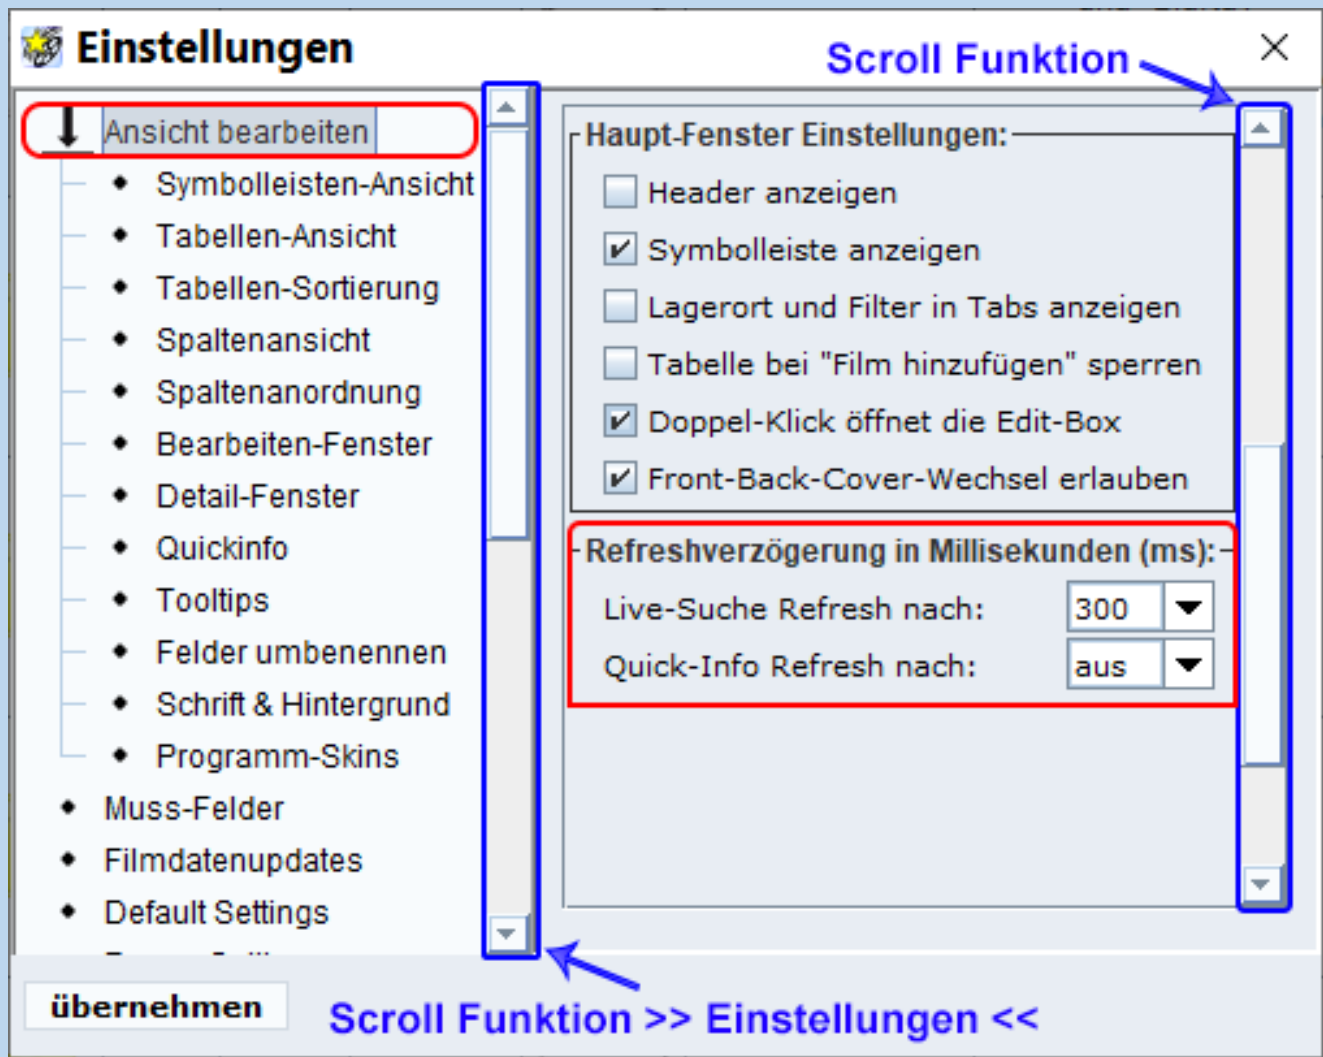 Einstellungen
Scroll Funktion
Ansicht bearbeiten
Symbolleisten-Ansicht
Tabellen-Ansicht
Tabellen-Sortierung
Spaltenansicht
Spaltenanordnung
Bearbeiten-Fenster
Detail-Fenster
Quickinfo
Tooltips
Felder umbenennen
Schrift & Hintergrund
Programm-Skins
Muss-Felder
Filmdatenupdates
Default Settings
Haupt-Fenster Einstellungen:
Header anzeigen
Symbolleiste anzeigen
Lagerort und Filter in Tabs anzeigen
Tabelle bei "Film hinzufügen" sperren
Doppel-Klick öffnet die Edit-Box
Front-Back-Cover-Wechsel erlauben
Refreshverzögerung in Millisekunden (ms):
Live-Suche Refresh nach: 300
Quick-Info Refresh nach: aus
übernehmen
Scroll Funktion >> Einstellungen <<